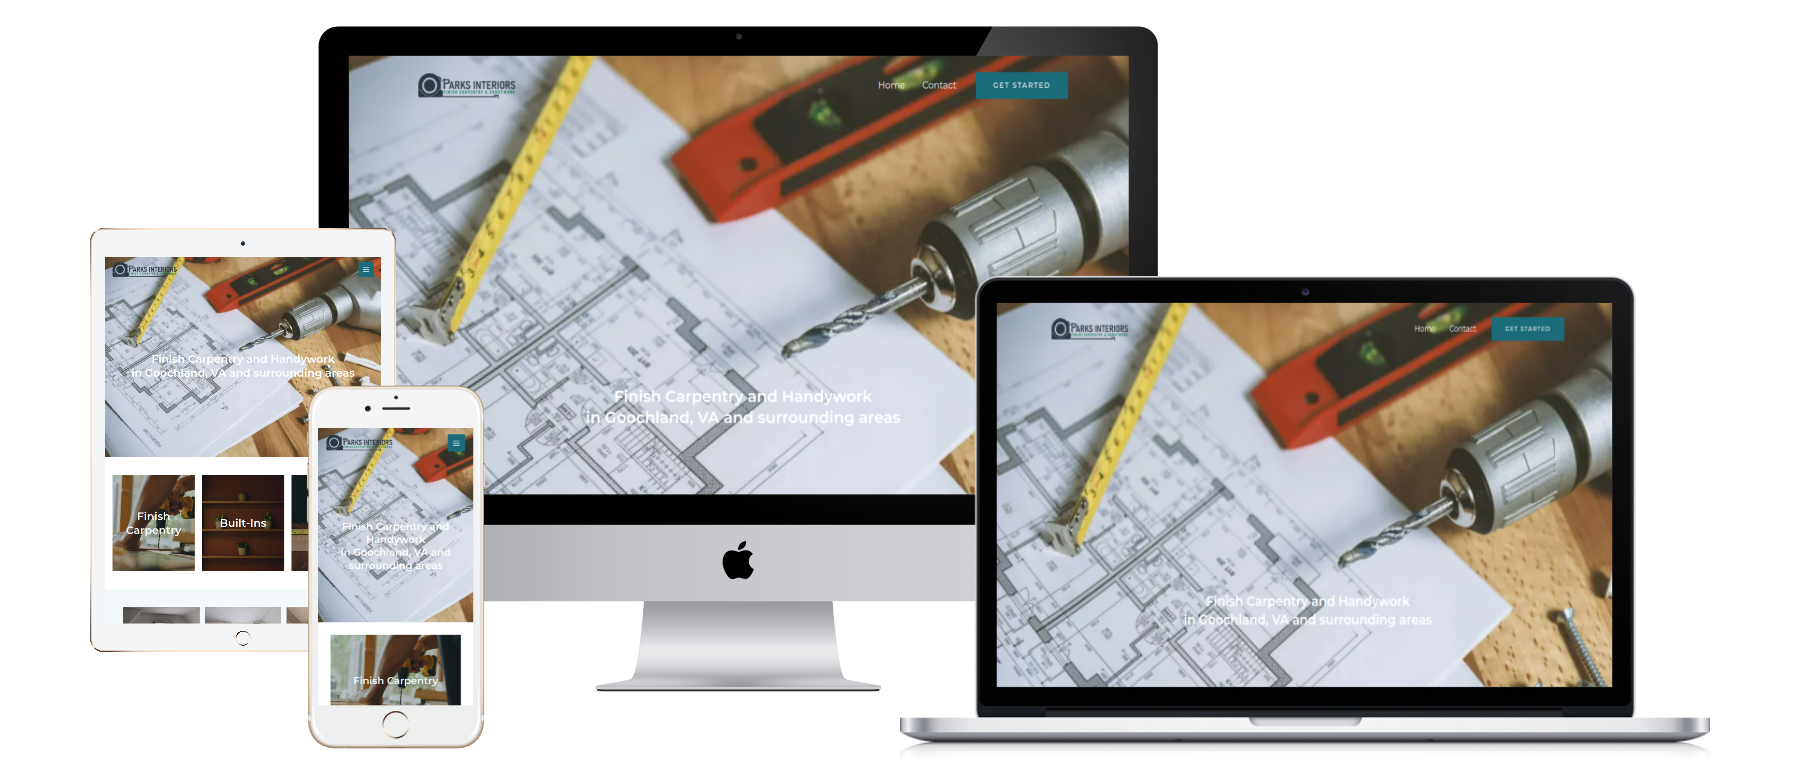 PARKS INTERIORS
FINISH CARPENTRY & HANDYWORK
Home
Contact
GET STARTED
Finish Carpentry and Handywork
in Goochland, VA and surrounding areas
PARKS INTERIORS
Finish Carpentry and Handywork
in Goochland, VA and surrounding areas
Finish
Carpentry
Built-Ins
PARKS INTERIORS
Finish Carpentry and
Handywork
in Goochland, VA and
surrounding areas
Finish Carpentry
PARKS INTERIORS
FINISH CARPENTRY & HANDYWORK
Home
Contact
GET STARTED
Finish Carpentry and Handywork
in Goochland, VA and surrounding areas